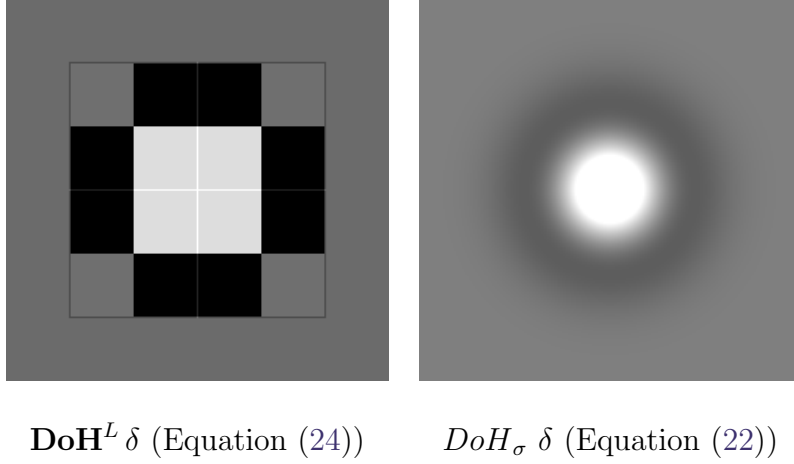 DoH^L δ (Equation (24))
DoH_σ δ (Equation (22))